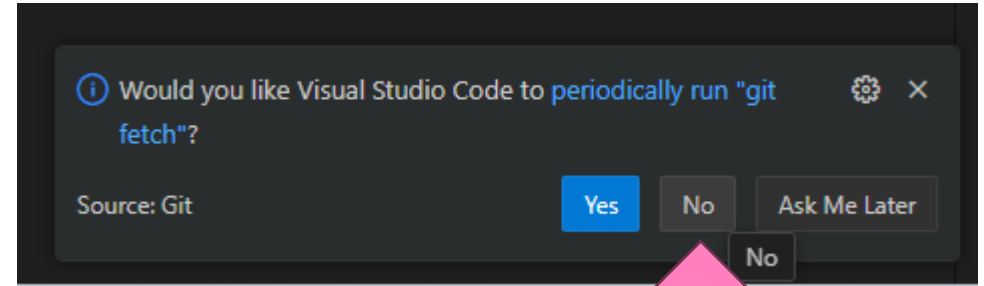 Would you like Visual Studio Code to periodically run "git
fetch"?
Source: Git
Yes
No
Ask Me Later
No